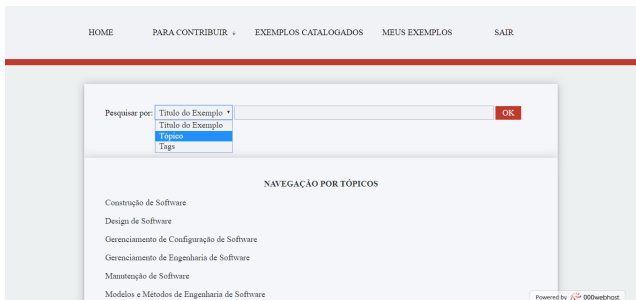 HOME PARA CONTRIBUIR ↓ EXEMPLOS CATALOGADOS MEUS EXEMPLOS SAIR
Pesquisar por: Titulo do Exemplo OK
Titulo do Exemplo
Tópico
Tags
NAVEGAÇÃO POR TÓPICOS
Construção de Software
Design de Software
Gerenciamento de Configuração de Software
Gerenciamento de Engenharia de Software
Manutenção de Software
Modelos e Métodos de Engenharia de Software
Powered by 000webhost